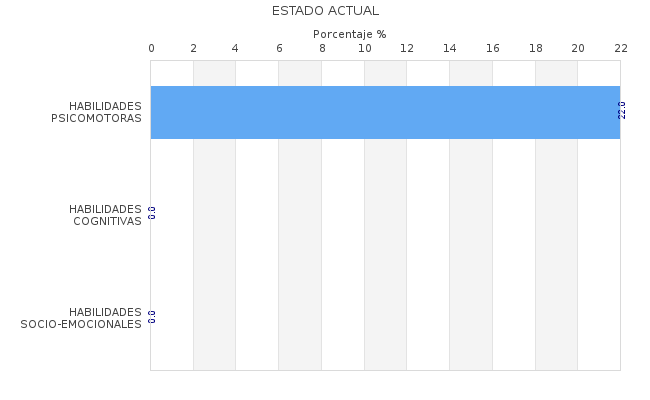 ESTADO ACTUAL
Porcentaje %
0 2 4 6 8 10 12 14 16 18 20 22
HABILIDADES
PSICOMOTORAS
22.0
HABILIDADES
COGNITIVAS
0.0
HABILIDADES
SOCIO-EMOCIONALES
0.0